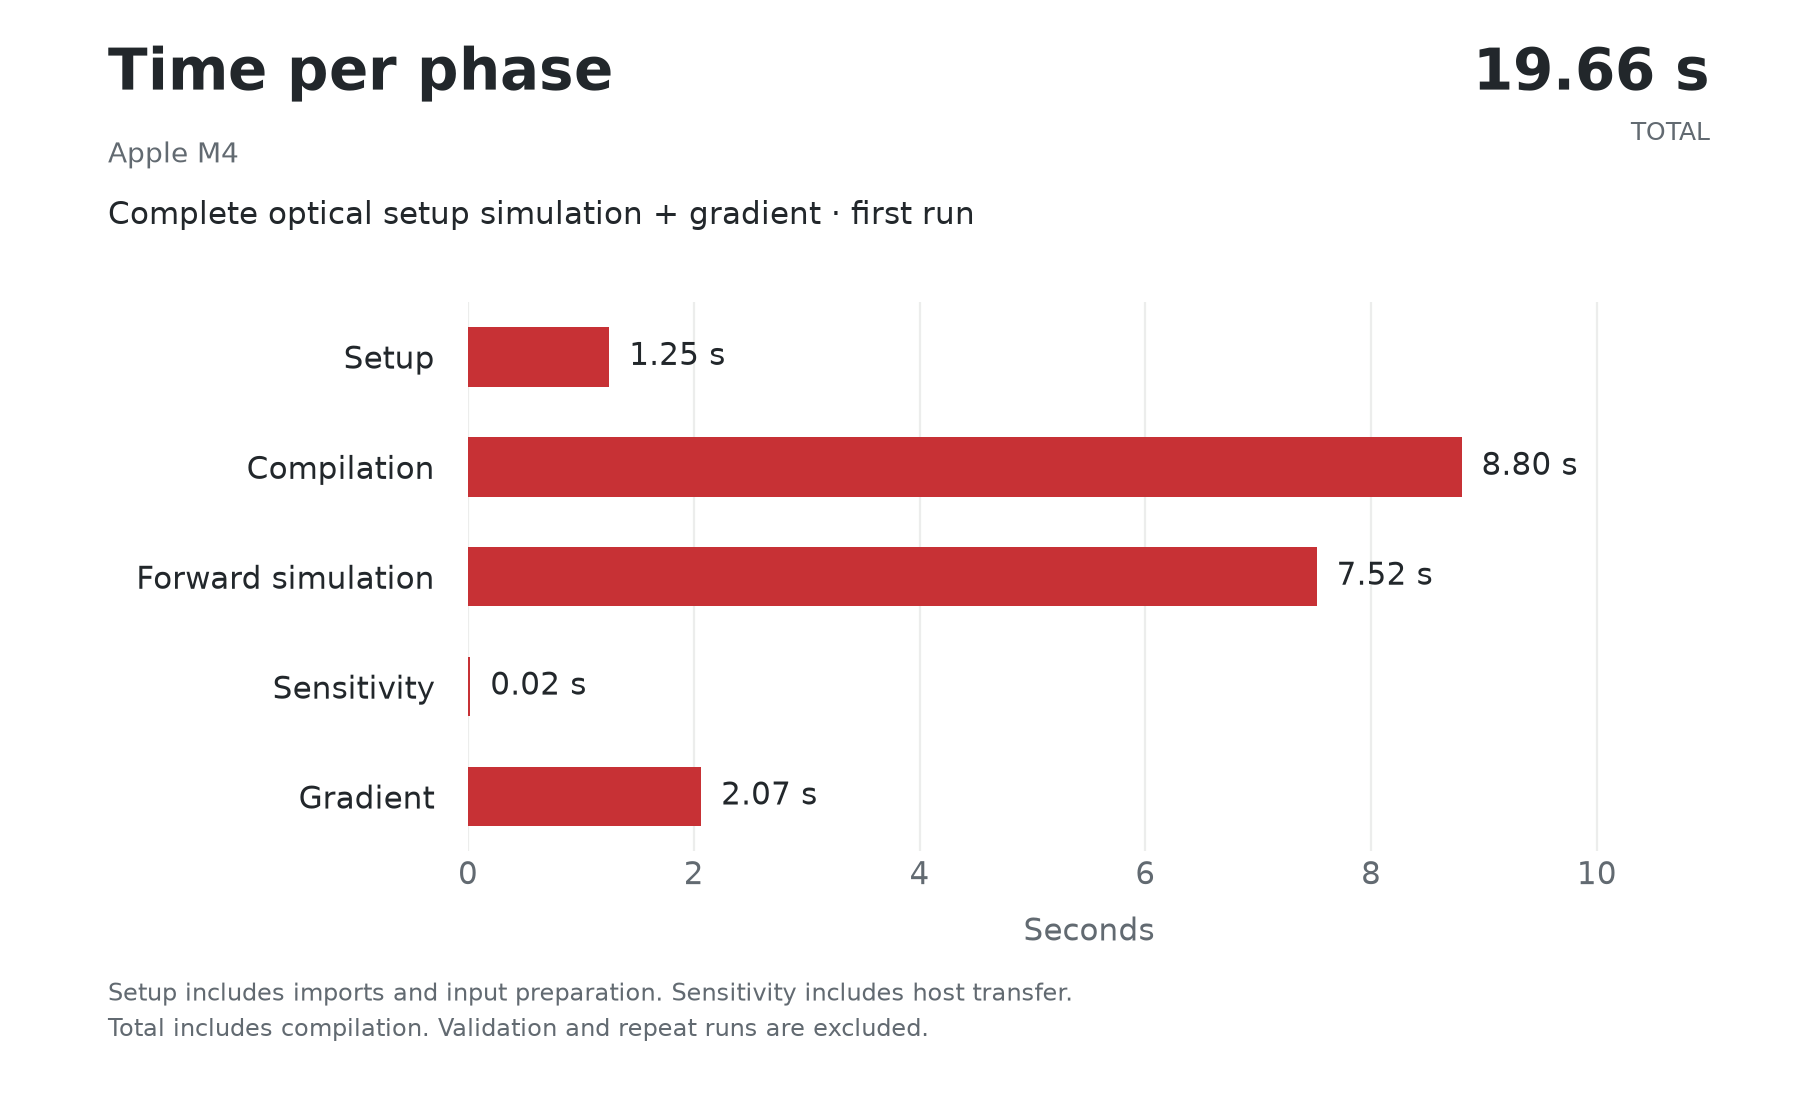 Time per phase
19.66 s
TOTAL
Apple M4
Complete optical setup simulation + gradient · first run
Setup
1.25 s
Compilation
8.80 s
Forward simulation
7.52 s
Sensitivity
0.02 s
Gradient
2.07 s
0 2 4 6 8 10
Seconds
Setup includes imports and input preparation. Sensitivity includes host transfer.
Total includes compilation. Validation and repeat runs are excluded.